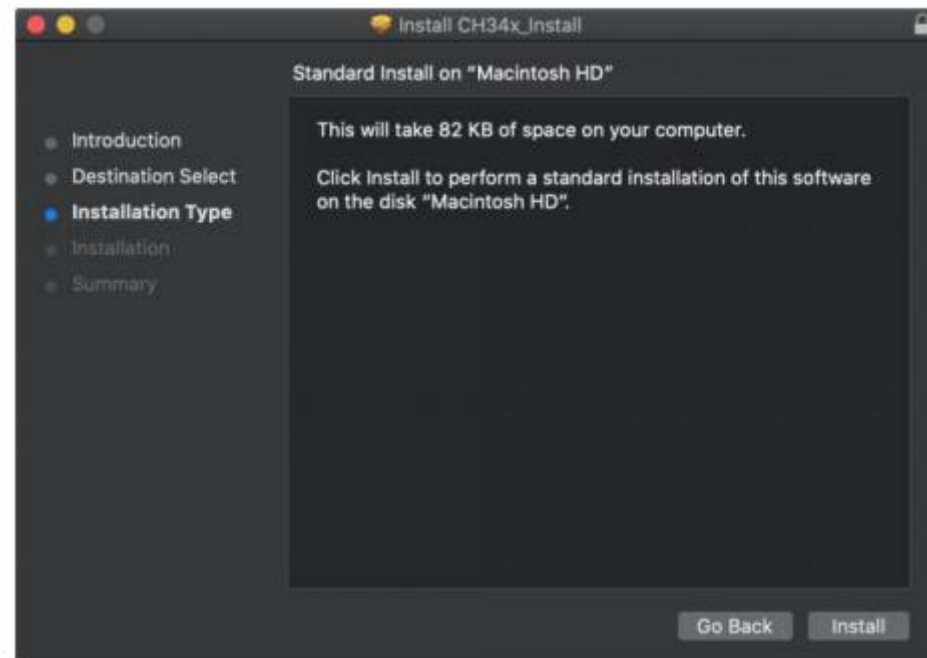 Install CH34x_Install
Standard Install on "Macintosh HD"
Introduction
Destination Select
Installation Type
Installation
Summary
This will take 82 KB of space on your computer.
Click Install to perform a standard installation of this software
on the disk "Macintosh HD".
Go Back
Install